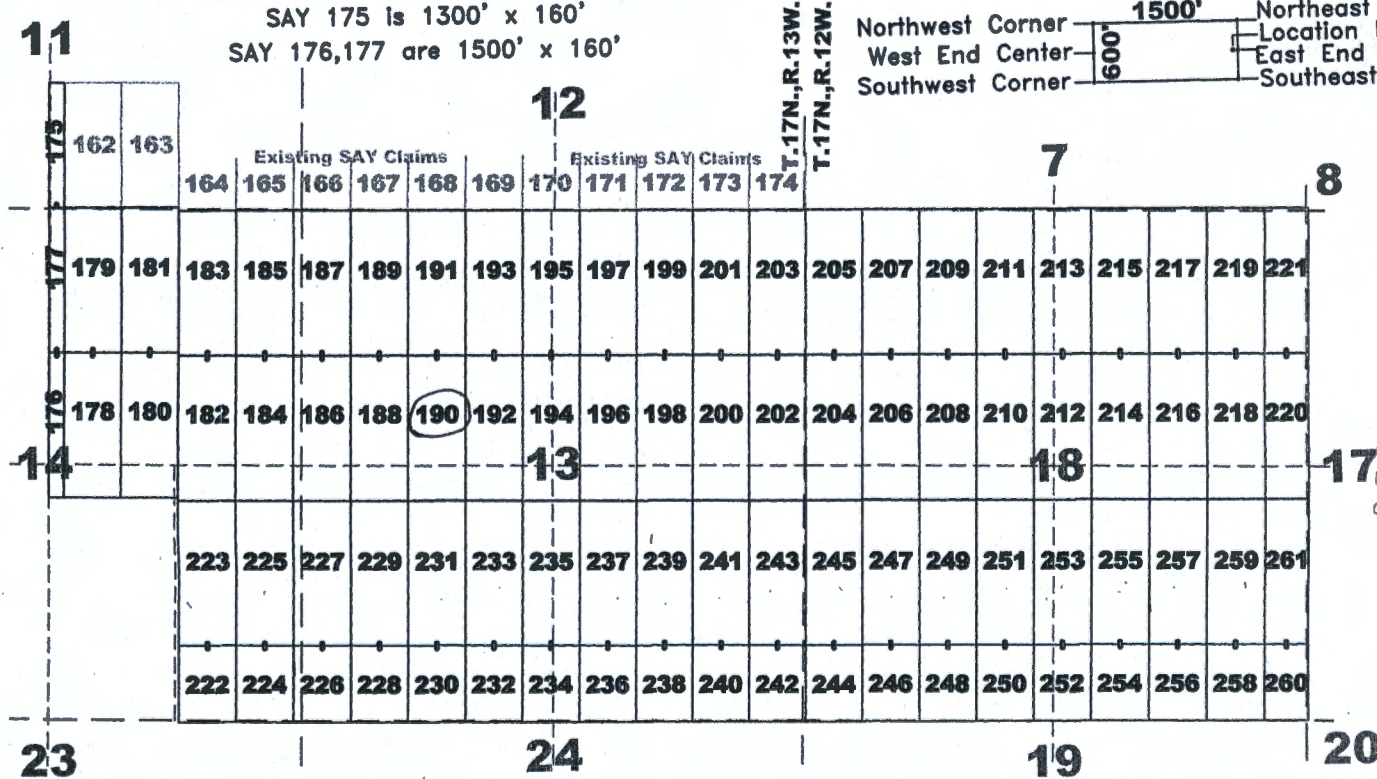 SAY 175 is 1300' x 160'
SAY 176,177 are 1500' x 160'
T.17N.,R.13W.
T.17N.,R.12W.
1500'
600'
Northwest Corner
West End Center
Southwest Corner
Northeast
Location
East End
Southeast
11
12
7
8
175
162 163
Existing SAY Claims
Existing SAY Claims
164 165 166 167 168 169 170 171 172 173 174
177 179 181 183 185 187 189 191 193 195 197 199 201 203 205 207 209 211 213 215 217 219 221
176 178 180 182 184 186 188 190 192 194 196 198 200 202 204 206 208 210 212 214 216 218 220
14 13 18 17
223 225 227 229 231 233 235 237 239 241 243 245 247 249 251 253 255 257 259 261
222 224 226 228 230 232 234 236 238 240 242 244 246 248 250 252 254 256 258 260
23 24 19 20